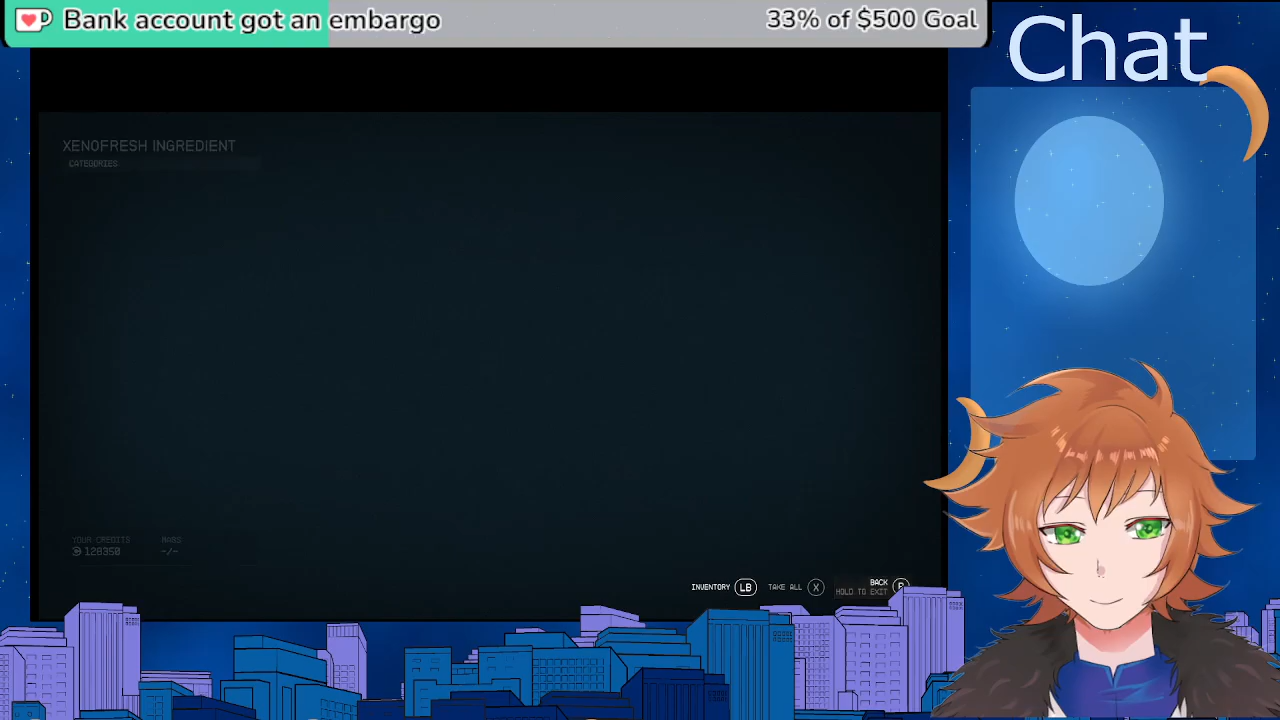 Bank account got an embargo
33% of $500 Goal
Chat
XENOFRESH INGREDIENT
CATEGORIES
YOUR CREDITS
128350
MASS
-/-
INVENTORY LB
TAKE ALL X
BACK
HOLD TO EXIT